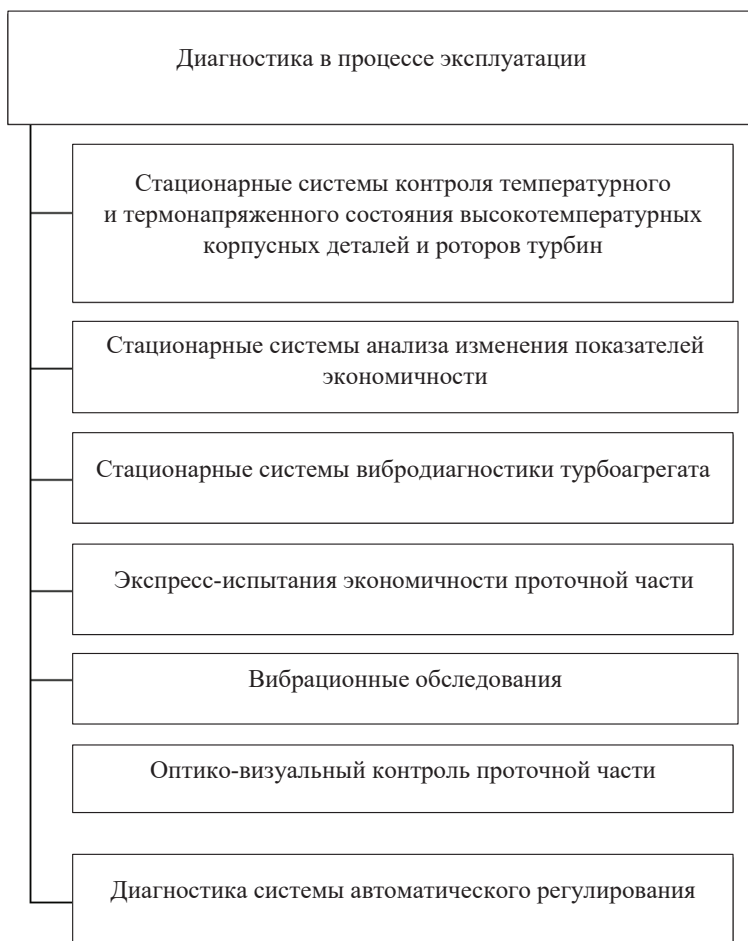 Диагностика в процессе эксплуатации
Стационарные системы контроля температурного
и термонапряженного состояния высокотемпературных
корпусных деталей и роторов турбин
Стационарные системы анализа изменения показателей
экономичности
Стационарные системы вибродиагностики турбоагрегата
Экспресс-испытания экономичности проточной части
Вибрационные обследования
Оптико-визуальный контроль проточной части
Диагностика системы автоматического регулирования